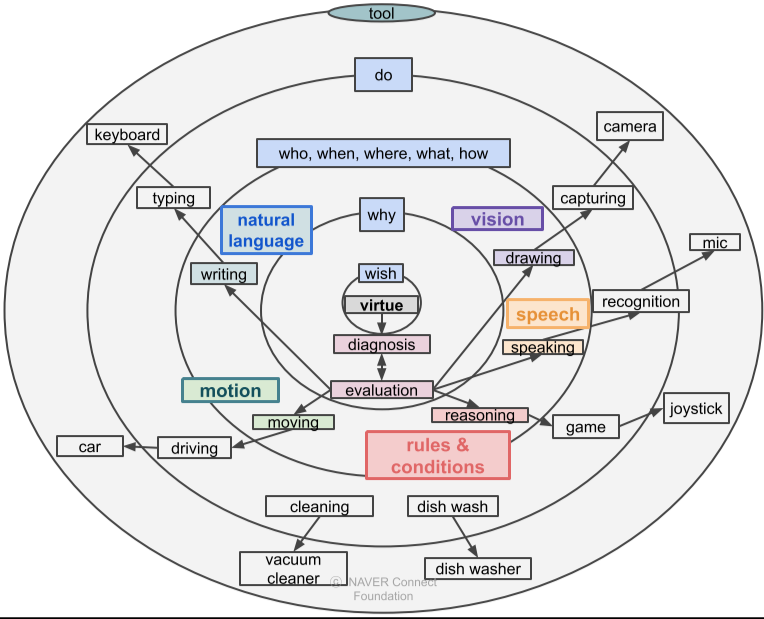 tool
do
keyboard
camera
who, when, where, what, how
typing
capturing
natural
language
why
vision
mic
writing
wish
drawing
virtue
recognition
speech
diagnosis
speaking
motion
evaluation
moving
reasoning
joystick
game
car
driving
rules &
conditions
cleaning
dish wash
vacuum
cleaner
dish washer
ⓒ NAVER Connect
Foundation